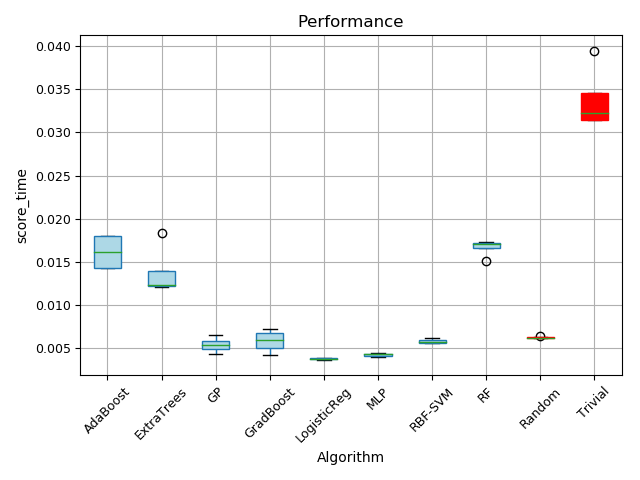 Performance
0.040
0.035
0.030
0.025
0.020
0.015
0.010
0.005
score_time
AdaBoost
ExtraTrees
GP
GradBoost
LogisticReg
MLP
RBF-SVM
RF
Random
Trivial
Algorithm